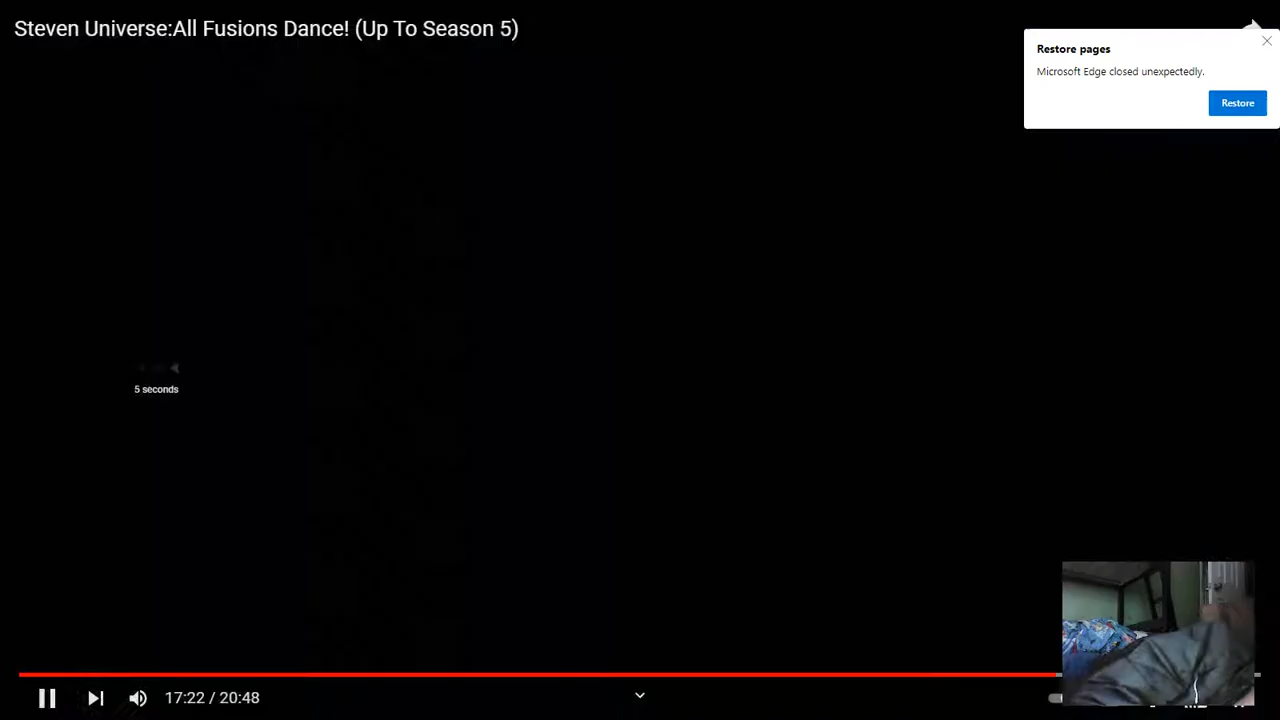 Steven Universe:All Fusions Dance! (Up To Season 5)
Restore pages
Microsoft Edge closed unexpectedly.
Restore
5 seconds
17:22 / 20:48